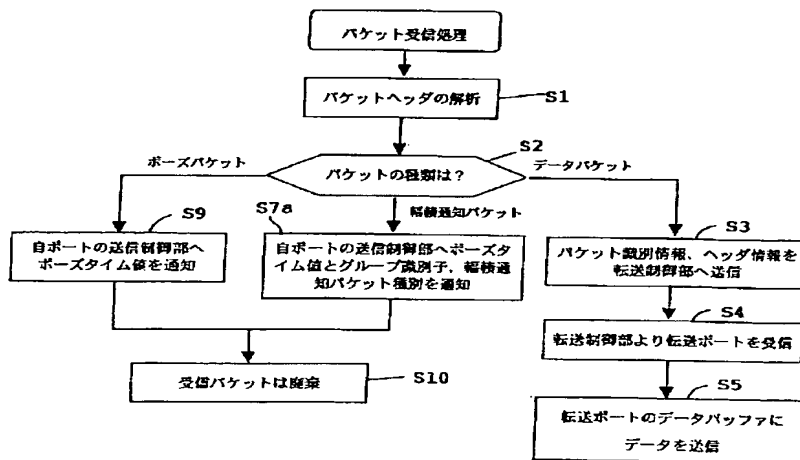 パケット受信処理
パケットヘッダの解析
S1
S2
ポーズパケット
パケットの種類は？
データパケット
輻輳通知パケット
S9
自ポートの送信制御部へ
ポーズタイム値を通知
S7a
自ポートの送信制御部へポーズタ
イム値とグループ識別子、輻輳通
知パケット種別を通知
S3
パケット識別情報、ヘッダ情報を
転送制御部へ送信
S4
転送制御部より転送ポートを受信
S10
受信パケットは廃棄
S5
転送ポートのデータバッファに
データを送信